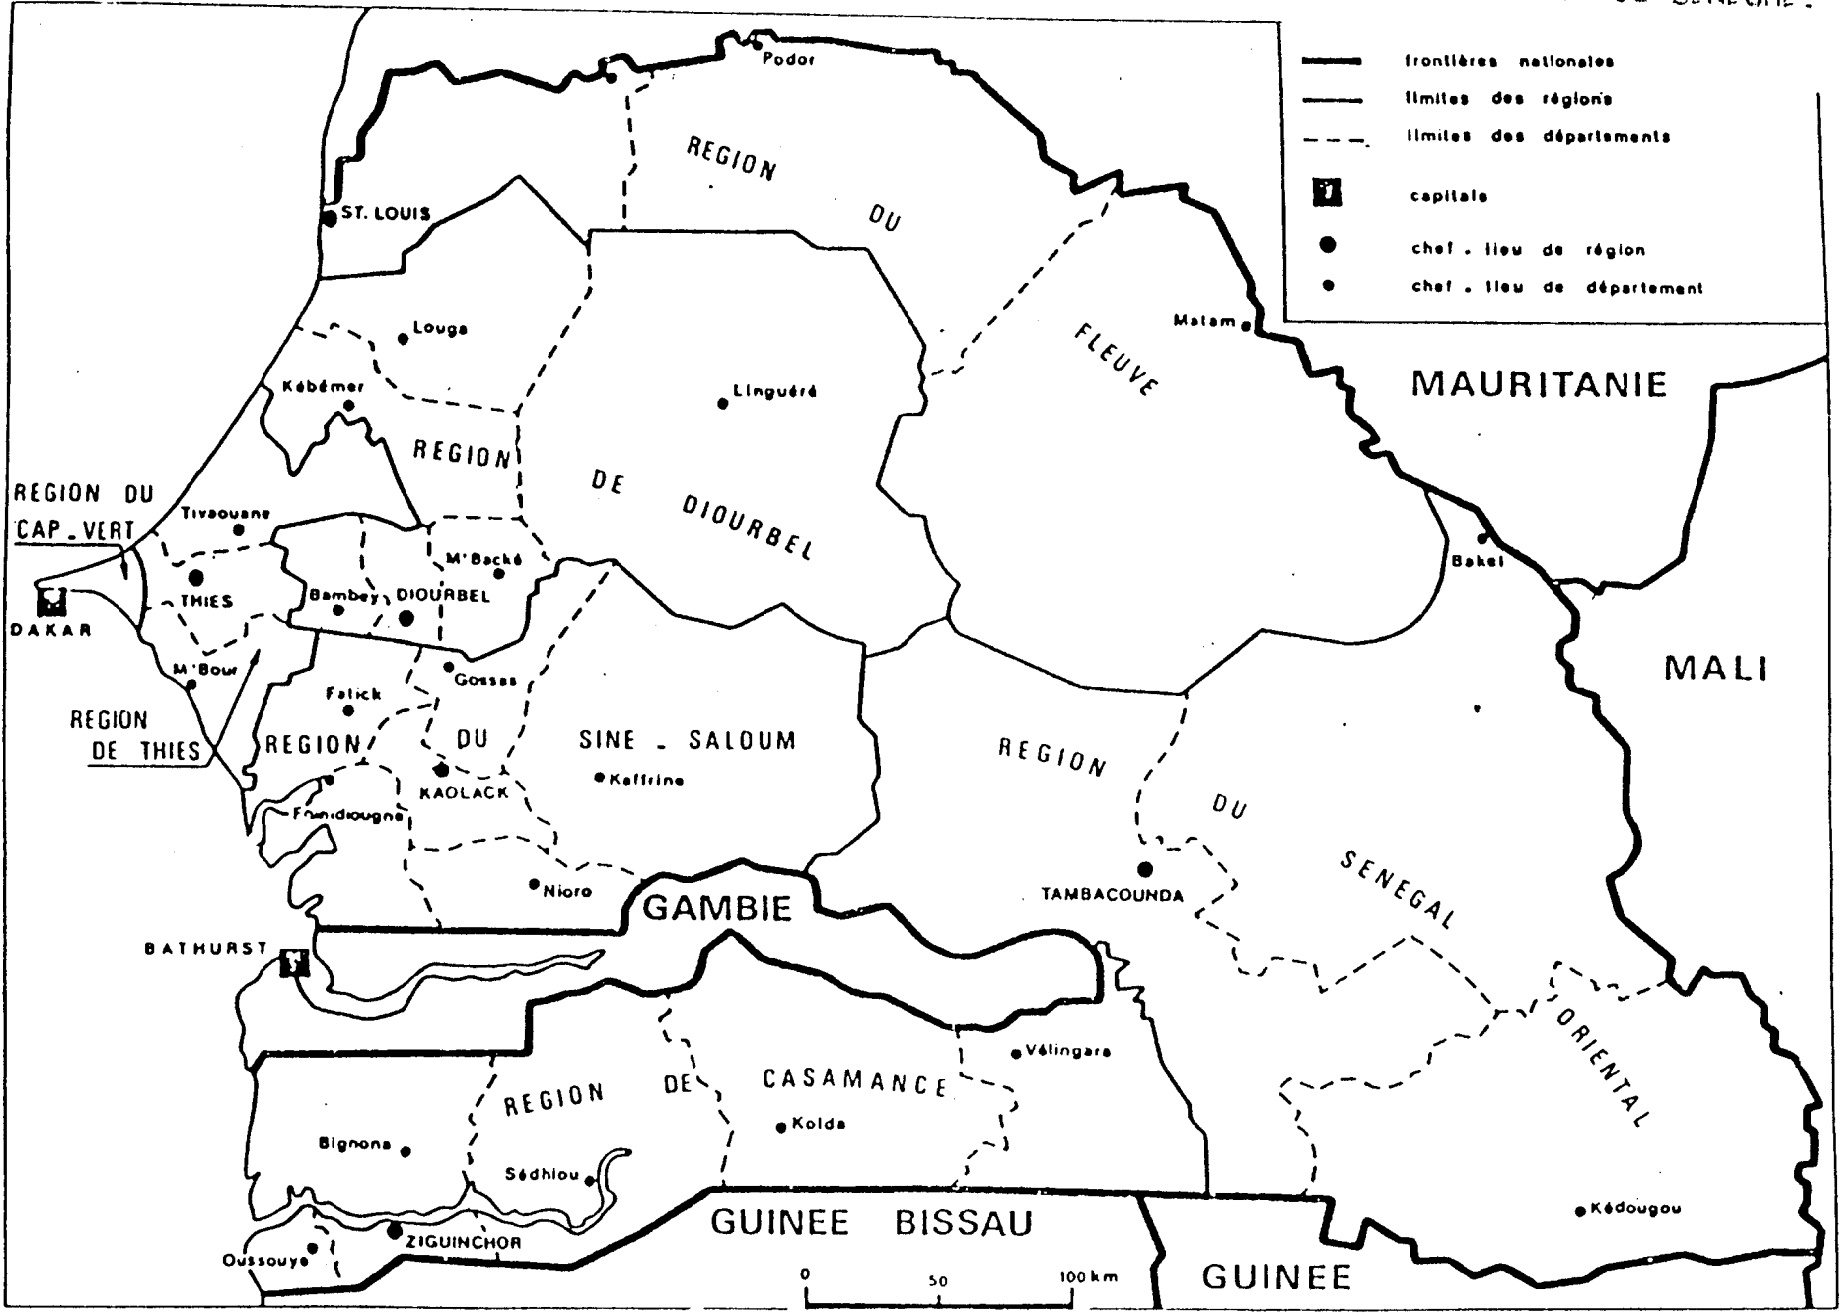 frontières nationales
limites des régions
limites des départements
capitale
chef . lieu de région
chef . lieu de département
Podor
REGION
DU
FLEUVE
ST. LOUIS
Matam
MAURITANIE
Louga
Kébémer
Linguéré
REGION
DE
DIOURBEL
REGION DU
CAP_VERT
Tivaouane
M'Backé
Bakel
THIES
Bambey
DIOURBEL
DAKAR
M'Bour
Gossas
MALI
Fatick
REGION
DE THIES
REGION
DU
SINE _ SALOUM
REGION
DU
SENEGAL
ORIENTAL
Kaffrine
KAOLACK
Foundiougne
Nioro
TAMBACOUNDA
GAMBIE
BATHURST
Vélingara
REGION
DE
CASAMANCE
Kolda
Bignona
Sédhiou
Kédougou
GUINEE BISSAU
ZIGUINCHOR
Oussouye
GUINEE
0 50 100 km